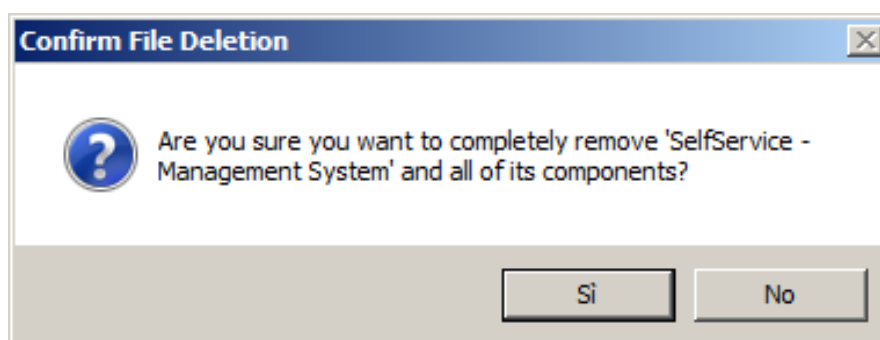 Confirm File Deletion
Are you sure you want to completely remove 'SelfService -
Management System' and all of its components?
Sì
No